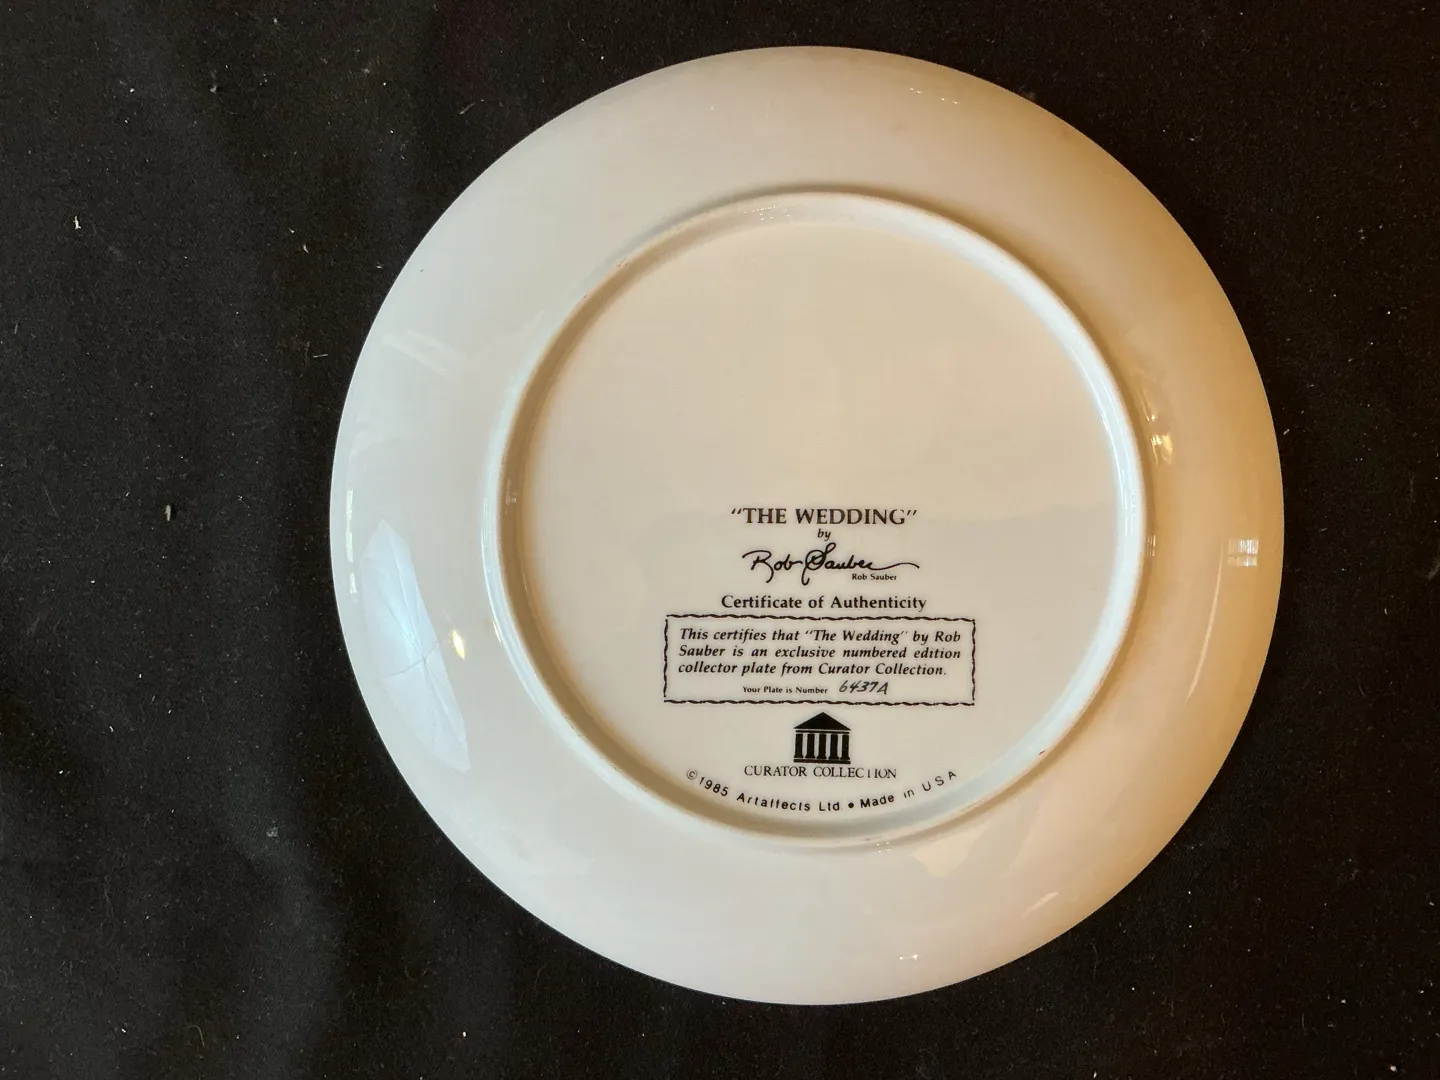 "THE WEDDING"
by
Rob Sauber
Rob Sauber
Certificate of Authenticity
This certifies that "The Wedding" by Rob
Sauber is an exclusive numbered edition
collector plate from Curator Collection.
Your Plate is Number 6437A
CURATOR COLLECTION
©1985 Artaffects Ltd • Made in USA